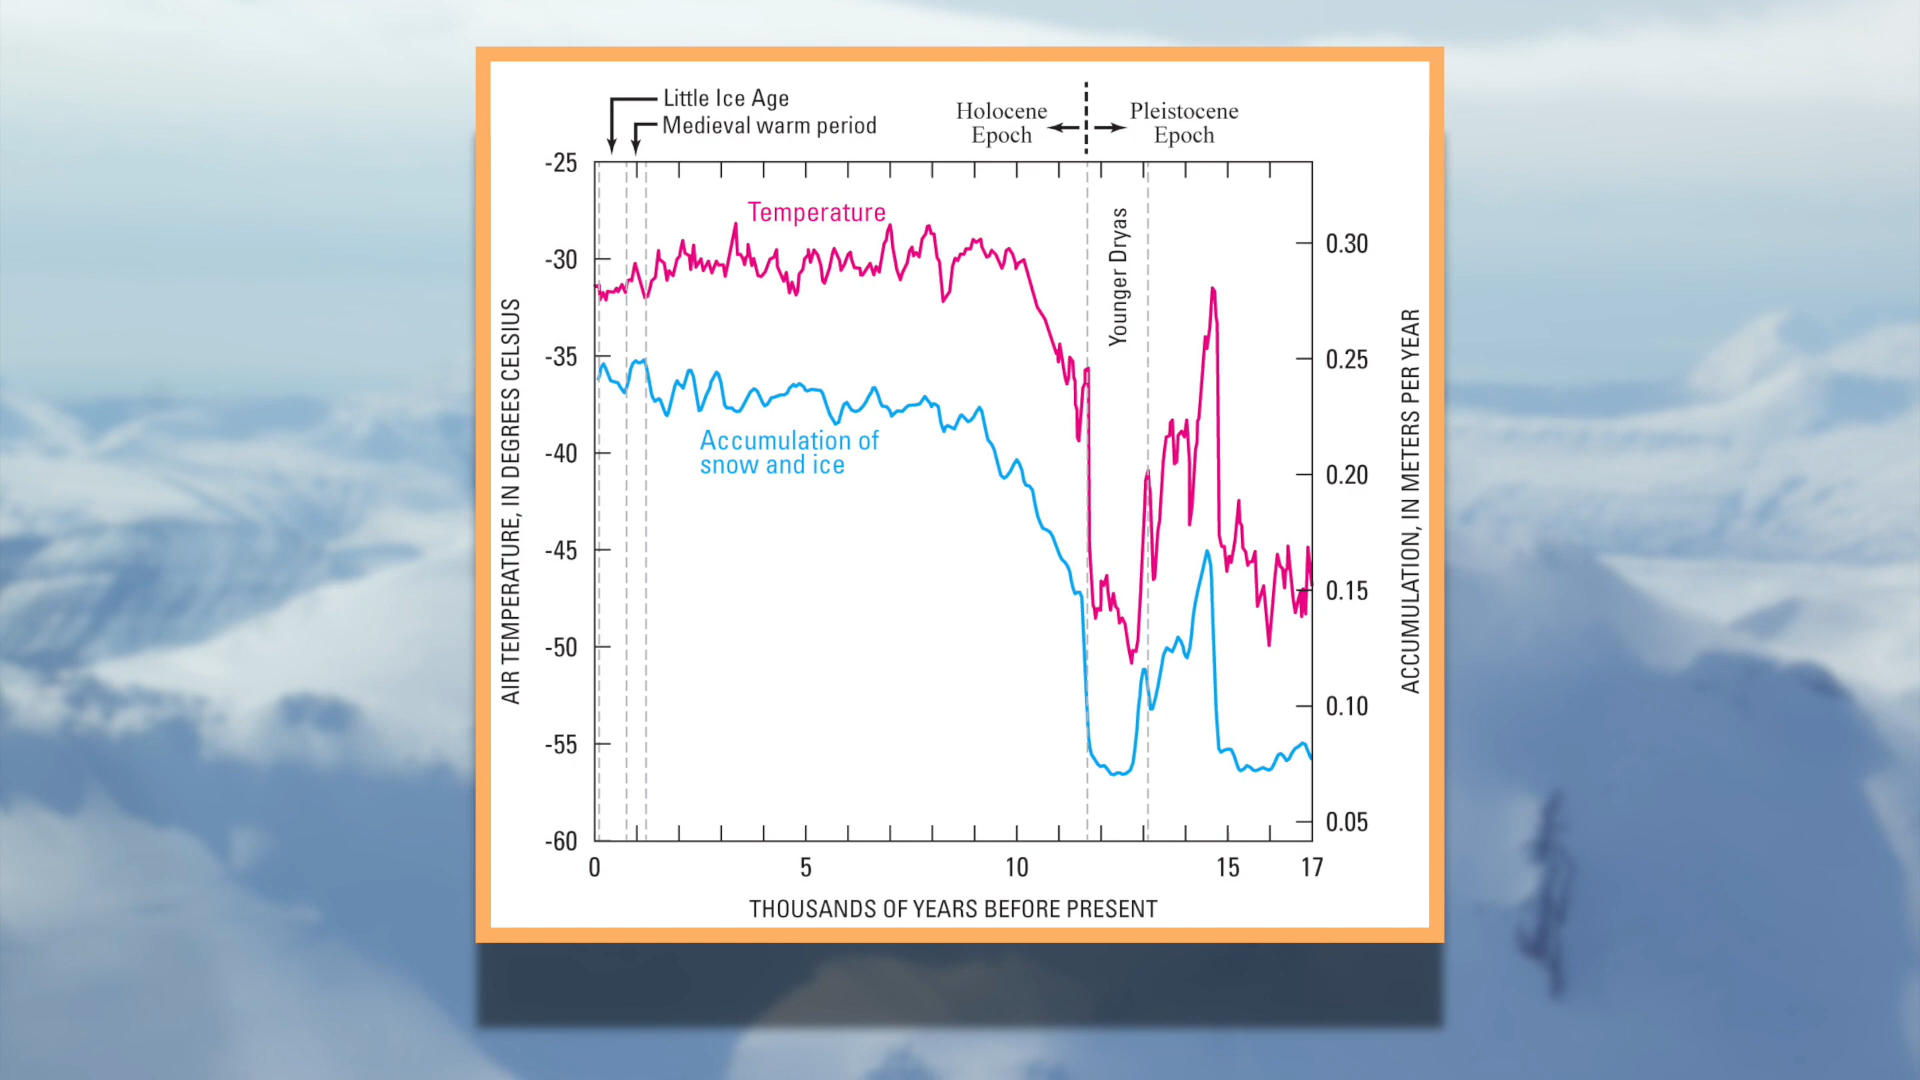 Little Ice Age
Medieval warm period
Holocene
Epoch
Pleistocene
Epoch
-25
-30
-35
-40
-45
-50
-55
-60
AIR TEMPERATURE, IN DEGREES CELSIUS
Temperature
Accumulation of
snow and ice
Younger Dryas
0.30
0.25
0.20
0.15
0.10
0.05
ACCUMULATION, IN METERS PER YEAR
0 5 10 15 17
THOUSANDS OF YEARS BEFORE PRESENT